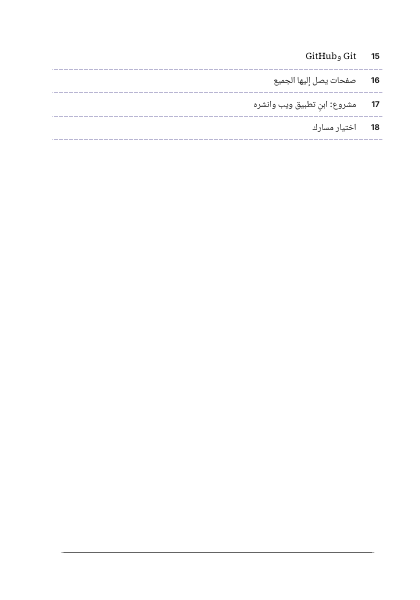 15 Git وGitHub
16 صفحات يصل إليها الجميع
17 مشروع: ابنِ تطبيق ويب وانشره
18 اختيار مسارك